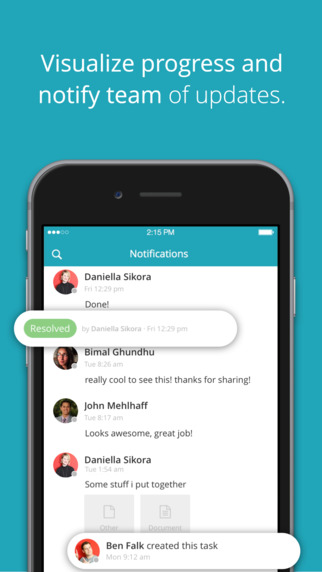 Visualize progress and
notify team of updates.
2:15 PM
Notifications
Daniella Sikora
Fri 12:29 pm
Done!
Resolved by Daniella Sikora · Fri 12:29 pm
Bimal Ghundhu
Tue 8:26 am
really cool to see this! thanks for sharing!
John Mehlhaff
Tue 8:17 am
Looks awesome, great job!
Daniella Sikora
Tue 1:54 am
Some stuff i put together
Other Document
Ben Falk created this task
Mon 9:12 am